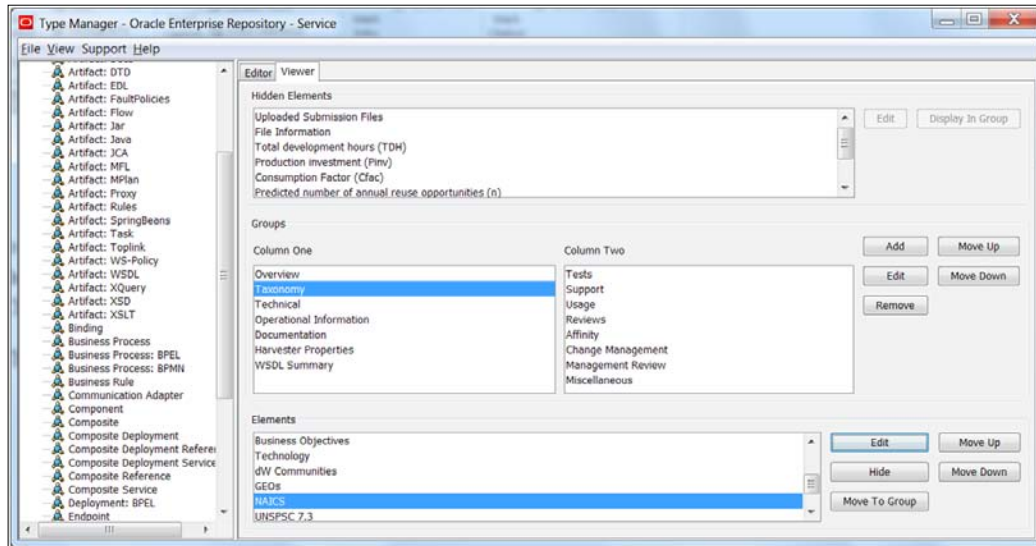 Type Manager - Oracle Enterprise Repository - Service
File View Support Help
Artifact: DTD
Artifact: EDL
Artifact: FaultPolicies
Artifact: Flow
Artifact: Jar
Artifact: Java
Artifact: JCA
Artifact: MFL
Artifact: MPlan
Artifact: Proxy
Artifact: Rules
Artifact: SpringBeans
Artifact: Task
Artifact: Toplink
Artifact: WS-Policy
Artifact: WSDL
Artifact: XQuery
Artifact: XSD
Artifact: XSLT
Binding
Business Process
Business Process: BPEL
Business Process: BPMN
Business Rule
Communication Adapter
Component
Composite
Composite Deployment
Composite Deployment Refere
Composite Deployment Service
Composite Reference
Composite Service
Deployment: BPEL
Endpoint
Editor Viewer
Hidden Elements
Uploaded Submission Files
File Information
Total development hours (TDH)
Production investment (Pinv)
Consumption Factor (Cfac)
Predicted number of annual reuse opportunities (n)
Edit Display In Group
Groups
Column One
Overview
Taxonomy
Technical
Operational Information
Documentation
Harvester Properties
WSDL Summary
Column Two
Tests
Support
Usage
Reviews
Affinity
Change Management
Management Review
Miscellaneous
Add Move Up
Edit Move Down
Remove
Elements
Business Objectives
Technology
dW Communities
GEOs
NAICS
UNSPSC 7.3
Edit Move Up
Hide Move Down
Move To Group